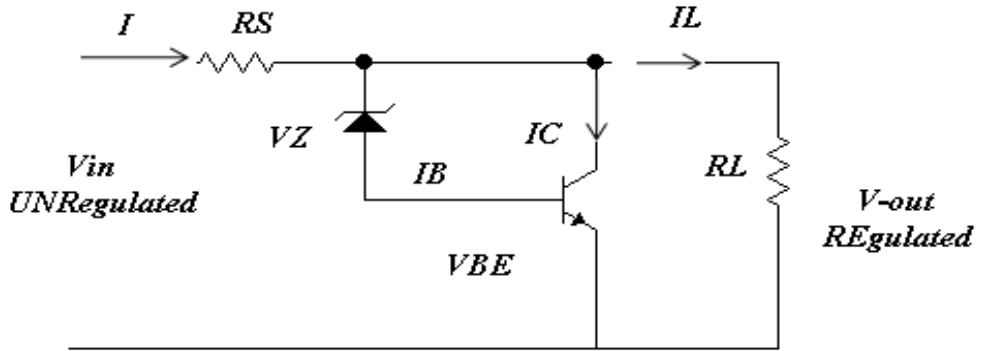 I
RS
IL
VZ
IC
Vin
UNRegulated
IB
RL
V-out
REgulated
VBE